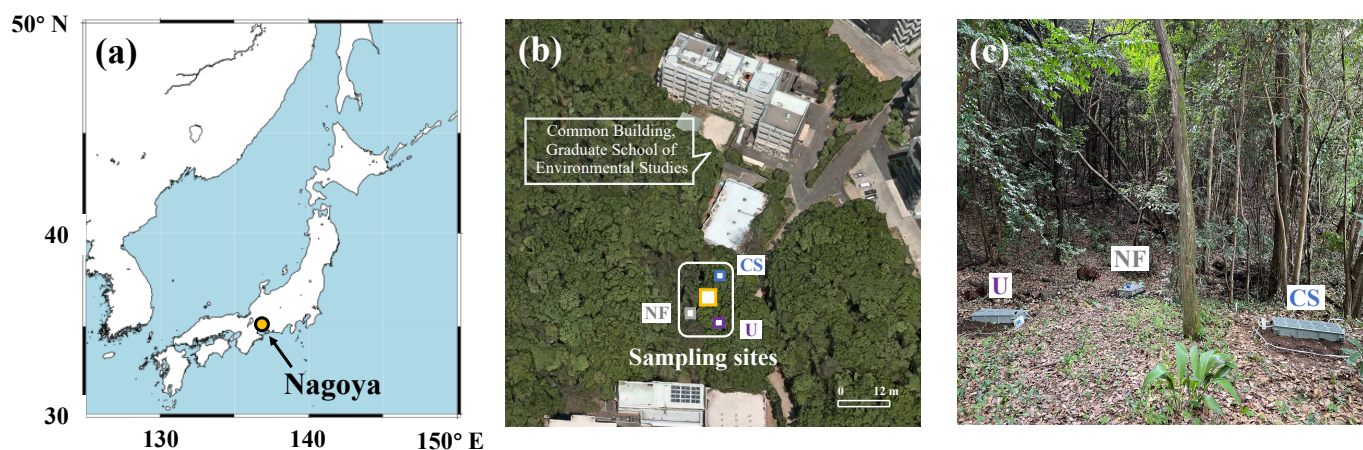 50° N
40
30
130
140
150° E
(a)
Nagoya
(b)
Common Building,
Graduate School of
Environmental Studies
CS
NF
U
Sampling sites
0 12 m
(c)
U
NF
CS